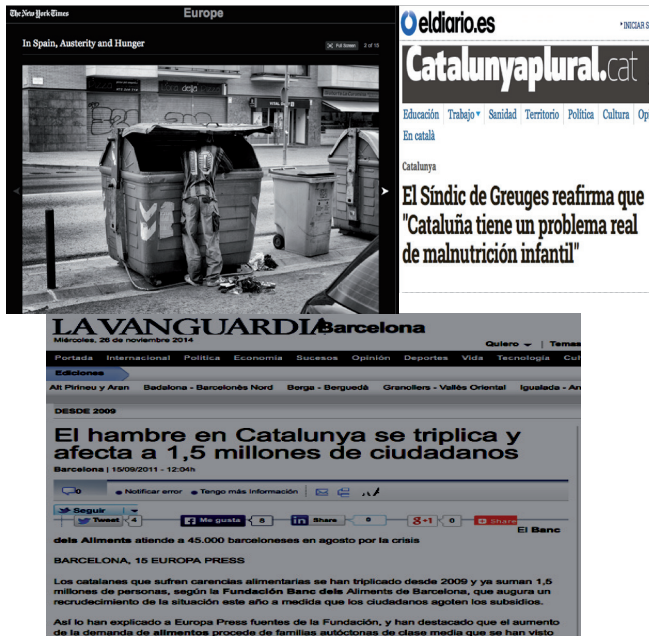 The New York Times
Europe
In Spain, Austerity and Hunger
Full Screen
2 of 15
eldiario.es
INICIAR S
Catalunyaplural.cat
Educación Trabajo Sanidad Territorio Política Cultura Op
En català
Catalunya
El Síndic de Greuges reafirma que
"Cataluña tiene un problema real
de malnutrición infantil"
LA VANGUARDIA Barcelona
Miércoles, 26 de noviembre 2014
Quiero | Temas
Portada Internacional Política Economía Sucesos Opinión Deportes Vida Tecnología Cul
Ediciones
Alt Pirineu y Aran Badalona - Barcelonès Nord Berga - Berguedà Granollers - Vallès Oriental Igualada - An
DESDE 2009
El hambre en Catalunya se triplica y
afecta a 1,5 millones de ciudadanos
Barcelona | 15/09/2011 - 12:04h
0 Notificar error Tengo más información
Seguir
Tweet 4 Me gusta 8 Share 0 +1 0 Share
El Banc
dels Aliments atiende a 45.000 barceloneses en agosto por la crisis
BARCELONA, 15 EUROPA PRESS
Los catalanes que sufren carencias alimentarias se han triplicado desde 2009 y ya suman 1,5
millones de personas, según la Fundación Banc dels Aliments de Barcelona, que augura un
recrudecimiento de la situación este año a medida que los ciudadanos agoten los subsidios.
Así lo han explicado a Europa Press fuentes de la Fundación, y han destacado que el aumento
de la demanda de alimentos procede de familias autóctonas de clase media que se han visto